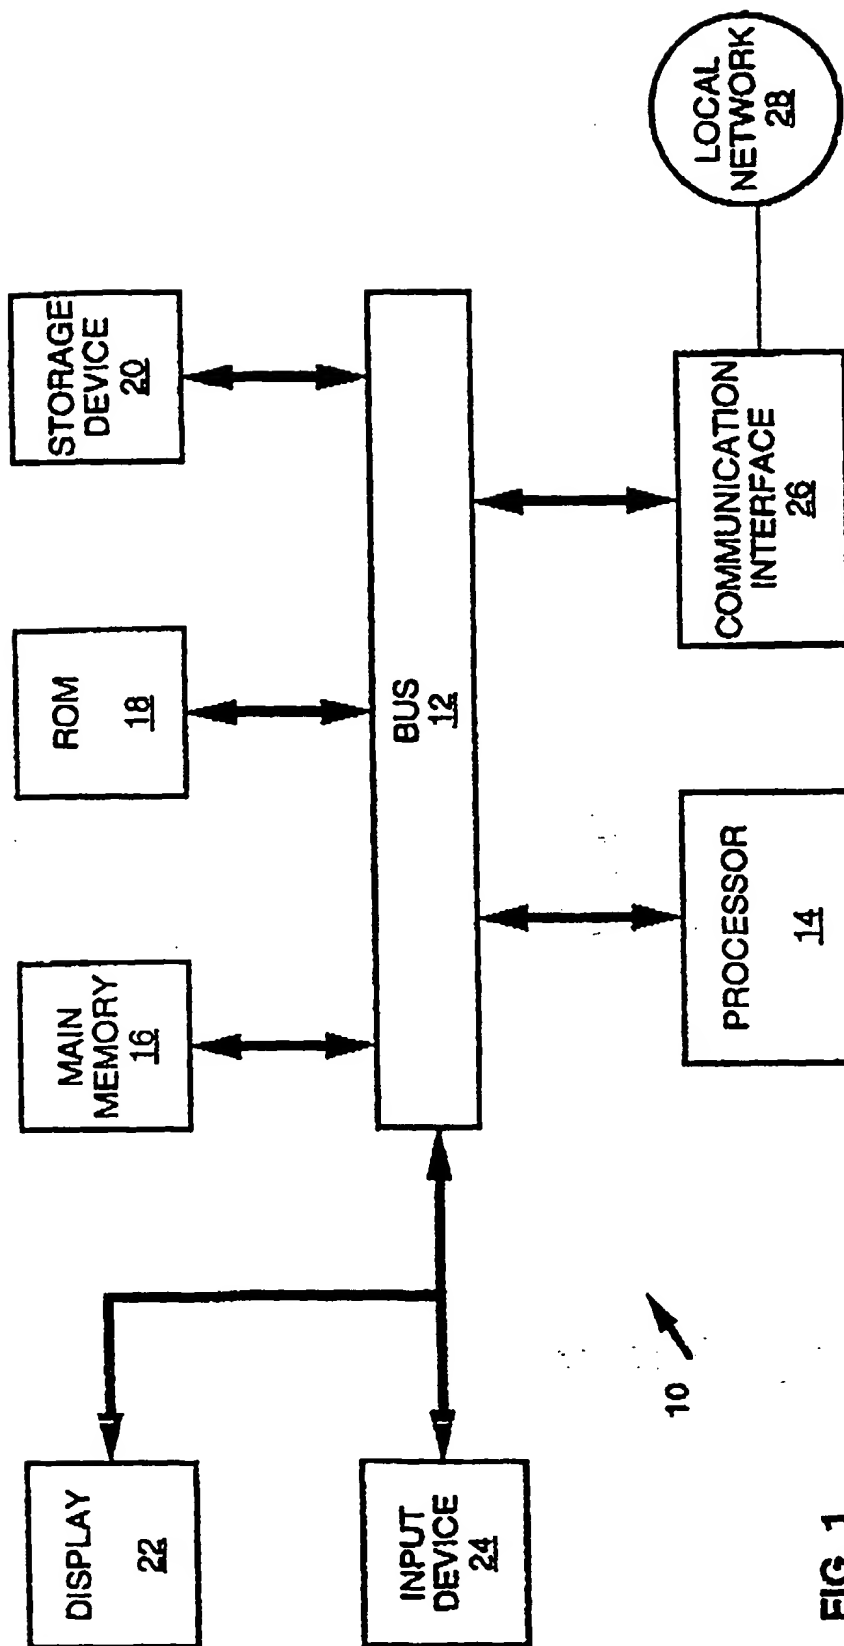 DISPLAY
22
MAIN
MEMORY
16
ROM
18
STORAGE
DEVICE
20
INPUT
DEVICE
24
BUS
12
10
PROCESSOR
14
COMMUNICATION
INTERFACE
26
LOCAL
NETWORK
28
FIG. 1